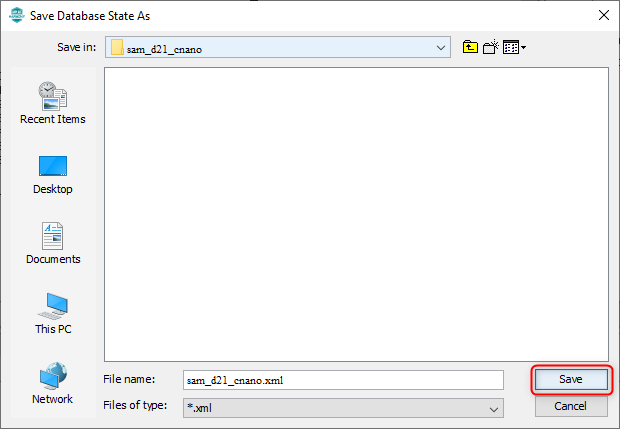 Save Database State As
Save in:
sam_d21_cnano
Recent Items
Desktop
Documents
This PC
Network
File name:
sam_d21_cnano.xml
Save
Files of type:
*.xml
Cancel